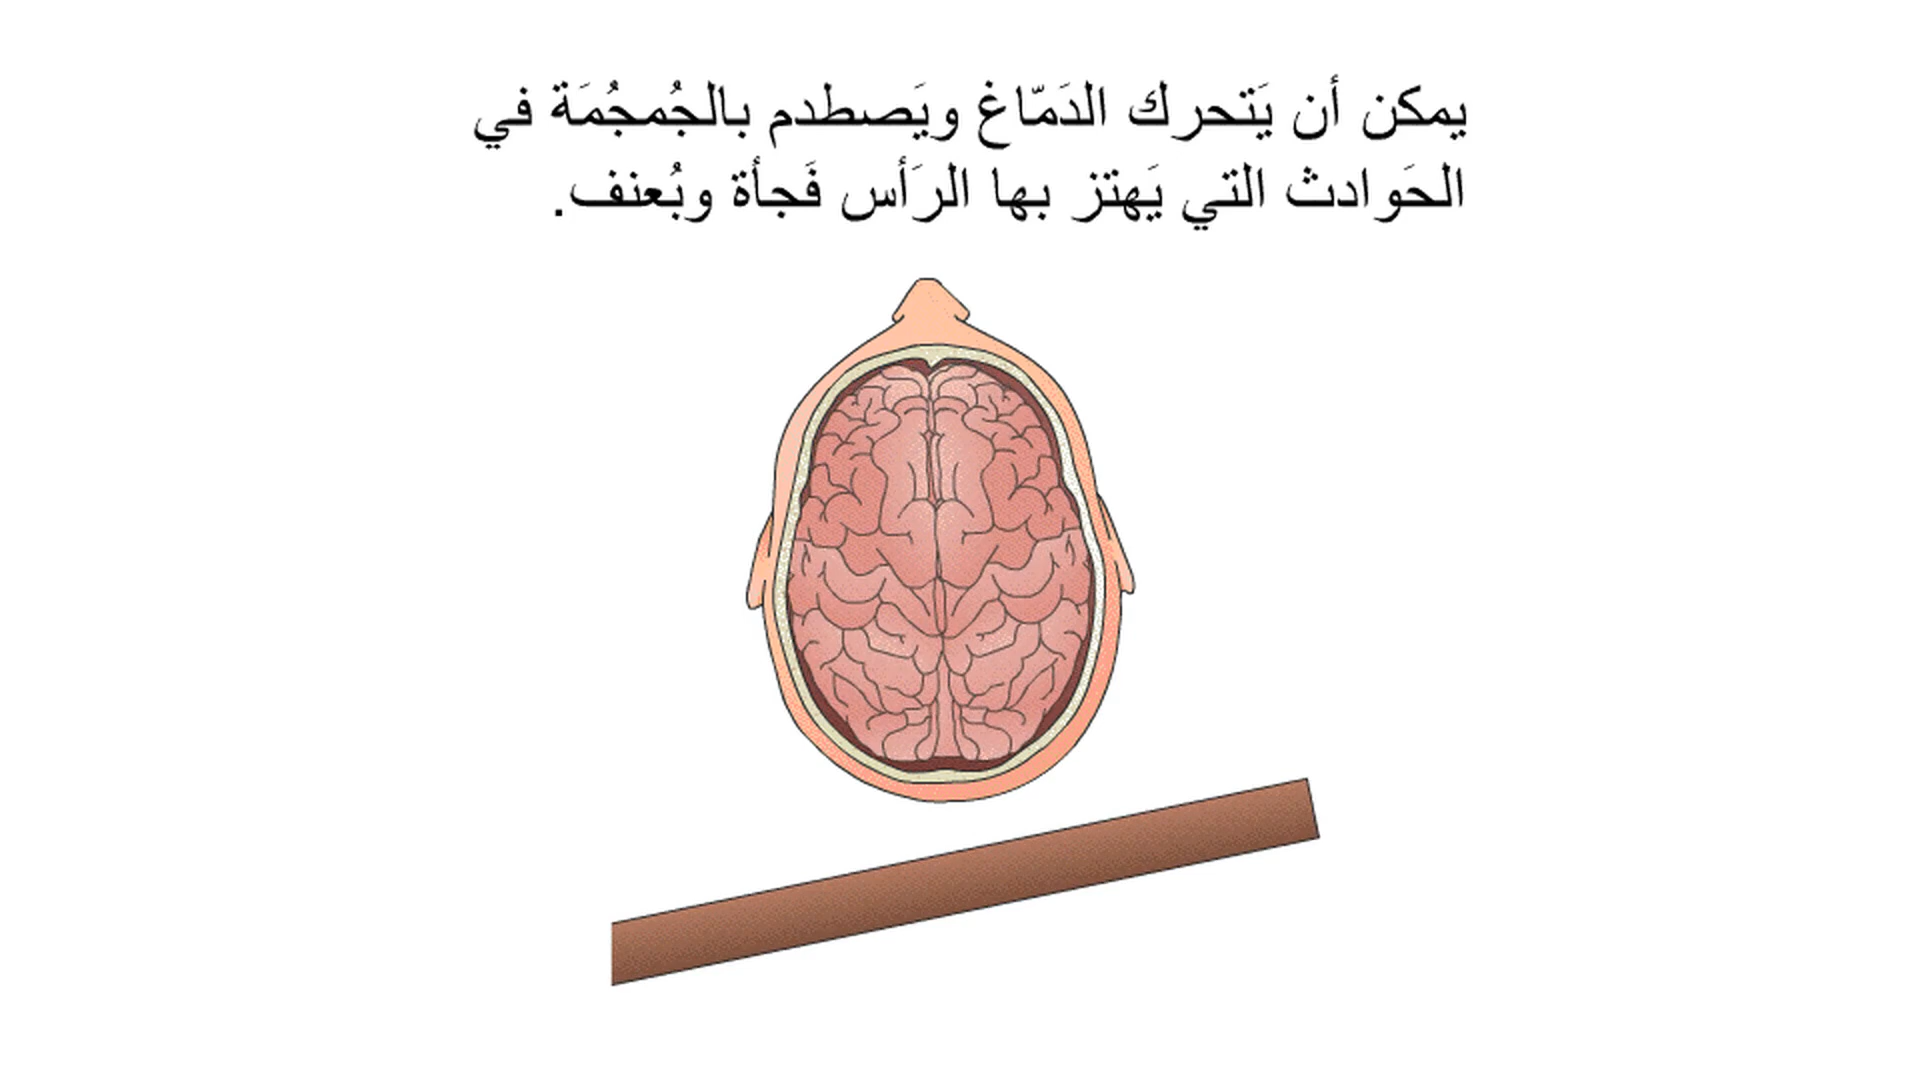 يمكن أن يَتحرك الدَمّاغ ويَصطدم بالجُمجُمَة في
الحَوادث التي يَهتز بها الرَأس فَجأة وبُعنف.